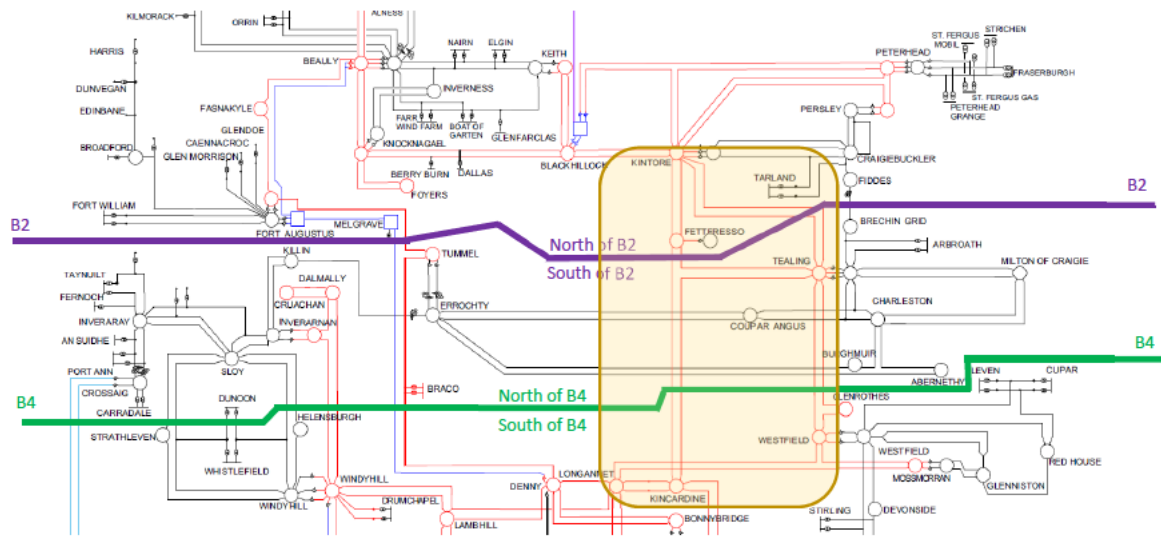 KILMORACK
ORRIN
ALNESS
HARRIS
NAIRN
ELGIN
KEITH
BEAULY
PETERHEAD
ST. FERGUS
MOBIL
STRICHEN
FRASERBURGH
DUNVEGAN
INVERNESS
ST. FERGUS GAS
PETERHEAD
GRANGE
FASNAKYLE
EDINBANE
FARR
WIND FARM
BOAT OF
GARTEN
GLENFARCLAS
PERSLEY
GLENDOE
CAENNACROC
GLEN MORRISON
KNOCKNAGAEL
BROADFORD
BLACKHILLOCK
KINTORE
CRAIGIEBUCKLER
BERRY BURN
DALLAS
TARLAND
FIDDES
FOYERS
FORT WILLIAM
B2
MELGRAVE
BRECHIN GRID
B2
FORT AUGUSTUS
North of B2
FETTERESSO
South of B2
ARBROATH
KILLIN
TUMMEL
TEALING
MILTON OF CRAIGIE
TAYNUILT
DALMALLY
FERNOCH
CRUACHAN
ERROCHTY
CHARLESTON
INVERARAY
INVERARNAN
COUPAR ANGUS
AN SUIDHE
B4
SLOY
BURGHMUIR
PORT ANN
ABERNETHY
LEVEN
CUPAR
CROSSAIG
BRACO
B4
CARRADALE
DUNOON
North of B4
GLENROTHES
HELENSBURGH
South of B4
STRATHLEVEN
WESTFIELD
WESTFIELD
WHISTLEFIELD
RED HOUSE
LONGANNET
MOSSMORRAN
WINDYHILL
DENNY
GLENNISTON
WINDYHILL
DRUMCHAPEL
KINCARDINE
LAMBHILL
BONNYBRIDGE
STIRLING
DEVONSIDE